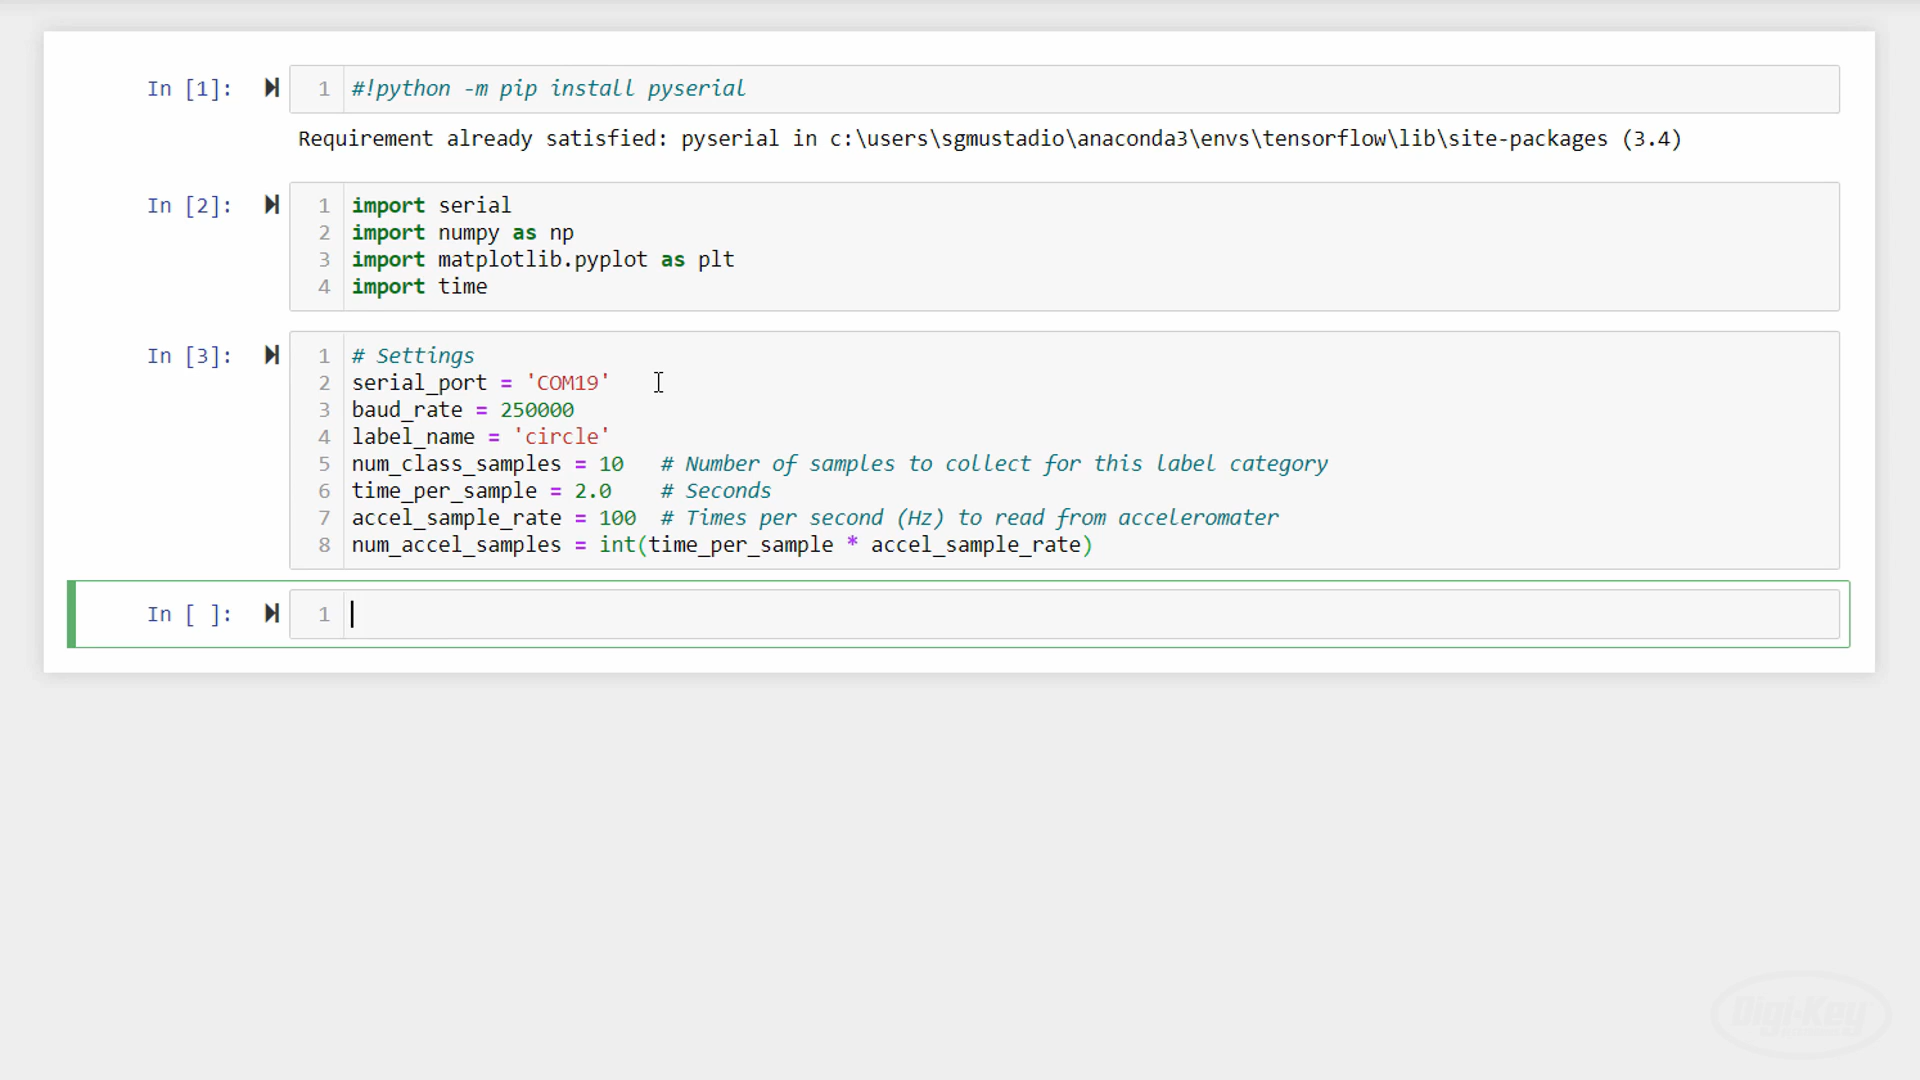 In [1]:
1 #!python -m pip install pyserial
Requirement already satisfied: pyserial in c:\users\sgmustadio\anaconda3\envs\tensorflow\lib\site-packages (3.4)
In [2]:
1 import serial
2 import numpy as np
3 import matplotlib.pyplot as plt
4 import time
In [3]:
1 # Settings
2 serial_port = 'COM19'
3 baud_rate = 250000
4 label_name = 'circle'
5 num_class_samples = 10 # Number of samples to collect for this label category
6 time_per_sample = 2.0 # Seconds
7 accel_sample_rate = 100 # Times per second (Hz) to read from acceleromater
8 num_accel_samples = int(time_per_sample * accel_sample_rate)
In [ ]:
1
Digi-Key